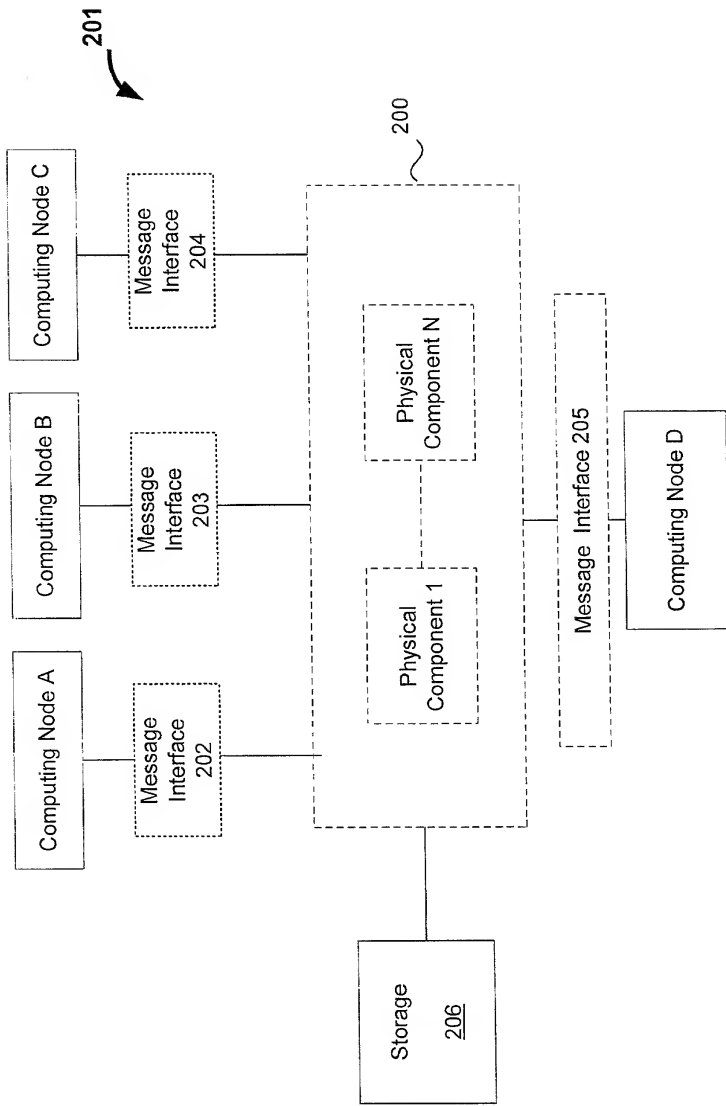 201
Computing Node A
Computing Node B
Computing Node C
Message
Interface
202
Message
Interface
203
Message
Interface
204
200
Physical
Component 1
Physical
Component N
Storage
206
Message Interface 205
Computing Node D